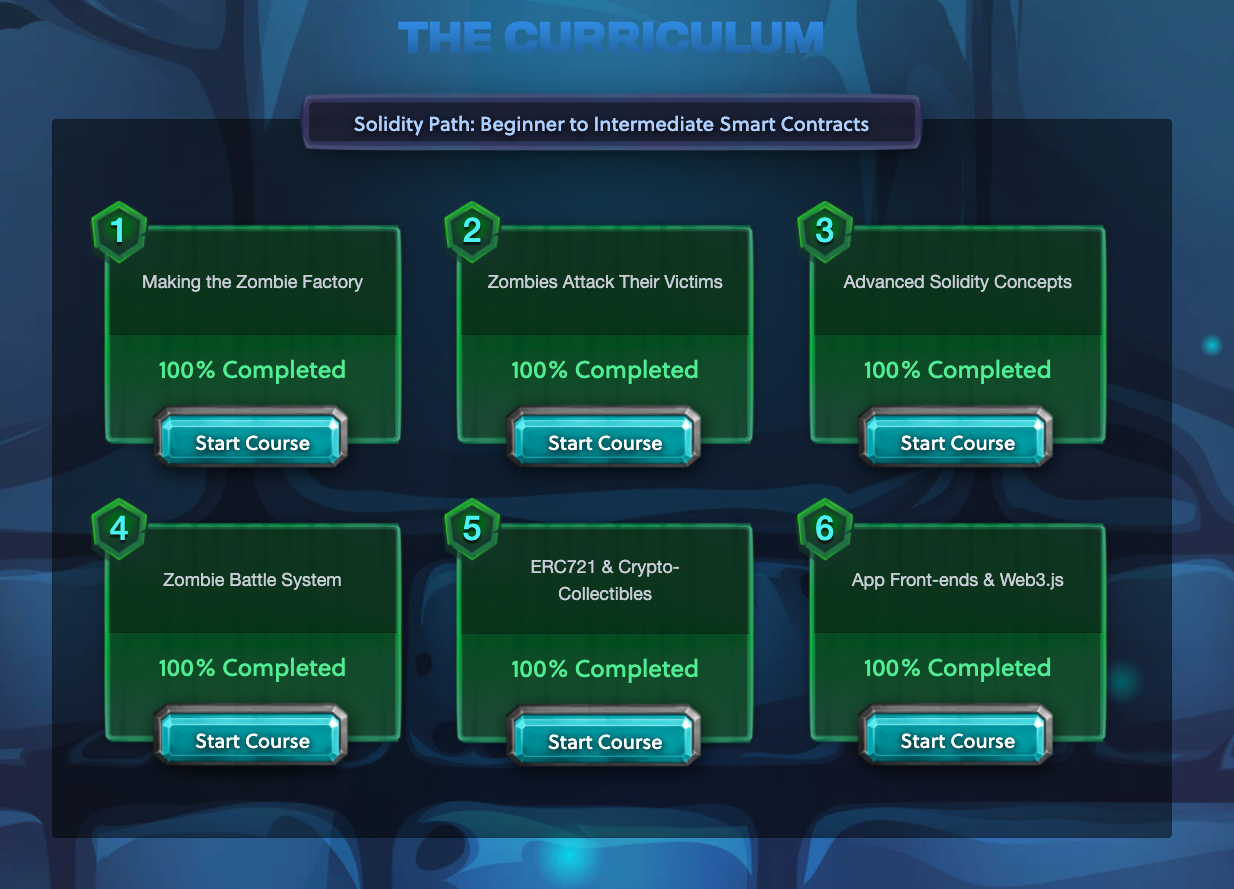 THE CURRICULUM
Solidity Path: Beginner to Intermediate Smart Contracts
1
Making the Zombie Factory
100% Completed
Start Course
2
Zombies Attack Their Victims
100% Completed
Start Course
3
Advanced Solidity Concepts
100% Completed
Start Course
4
Zombie Battle System
100% Completed
Start Course
5
ERC721 & Crypto-
Collectibles
100% Completed
Start Course
6
App Front-ends & Web3.js
100% Completed
Start Course